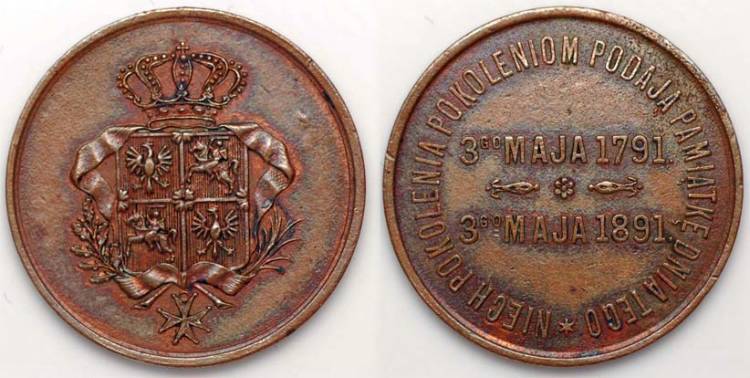 NIECH POKOLENIA POKOLENIOM PODAJĄ PAMIĄTKĘ DNIA TEGO *
3GO MAJA 1791.
3GO MAJA 1891.